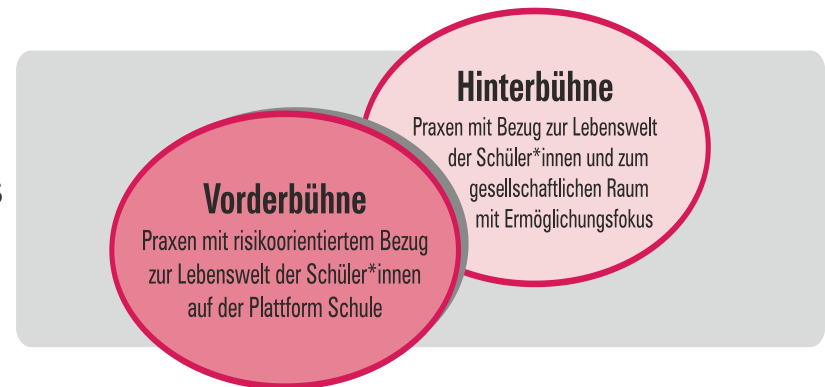 Hinterbühne
Praxen mit Bezug zur Lebenswelt
der Schüler*innen und zum
gesellschaftlichen Raum
mit Ermöglichungsfokus
Vorderbühne
Praxen mit risikoorientiertem Bezug
zur Lebenswelt der Schüler*innen
auf der Plattform Schule